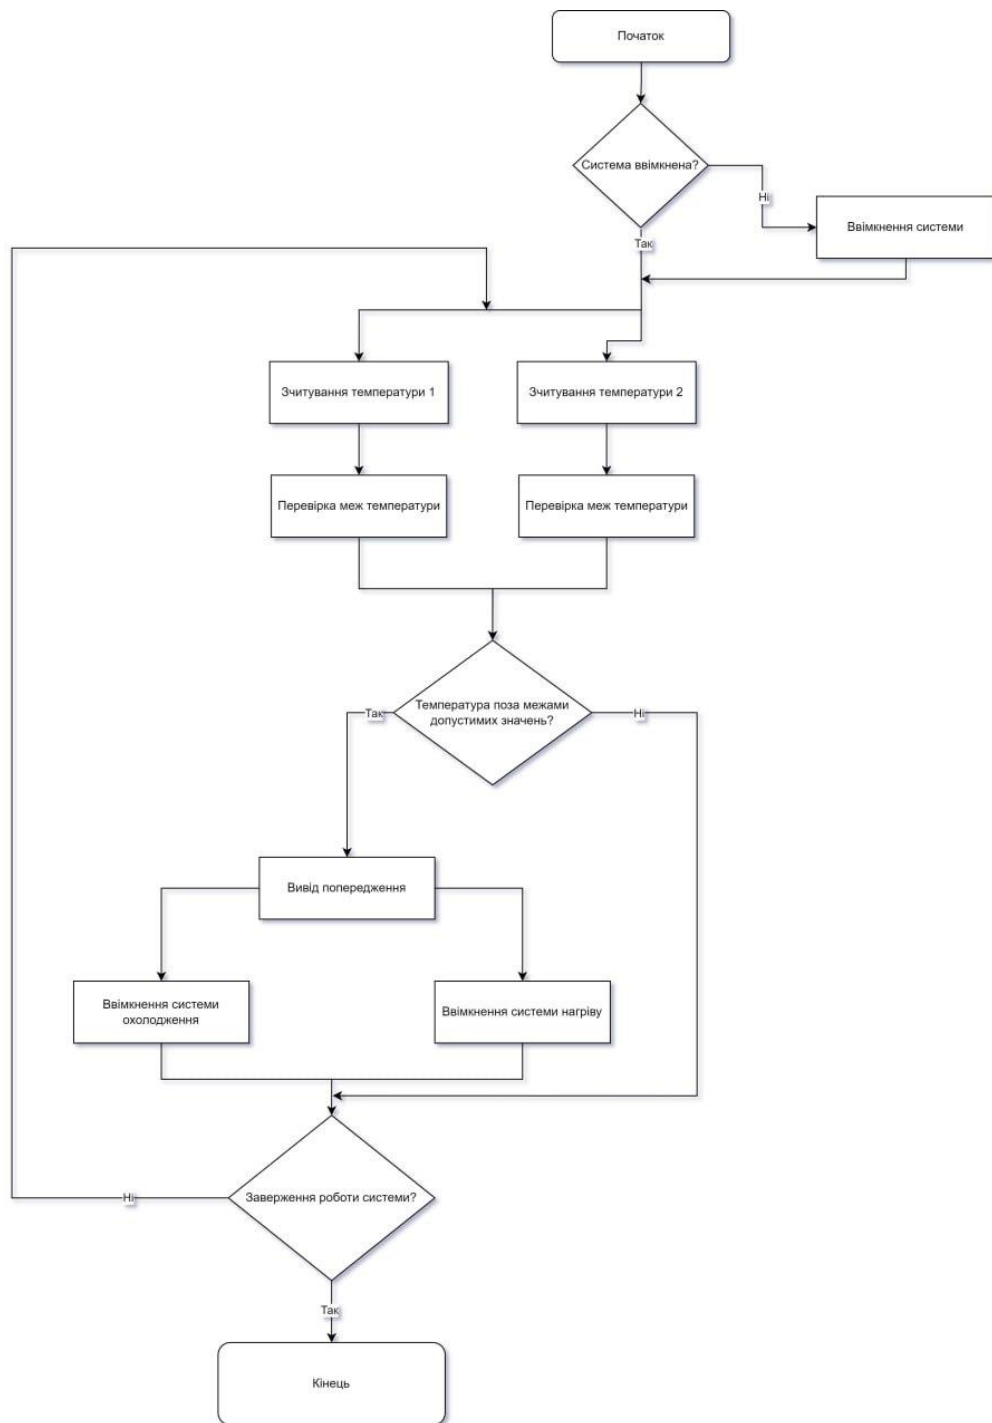 Початок
Система ввімкнена?
Ні
Ввімкнення системи
Так
Зчитування температури 1
Зчитування температури 2
Перевірка меж температури
Перевірка меж температури
Температура поза межами
допустимих значень?
Так
Ні
Вивід попередження
Ввімкнення системи
охолодження
Ввімкнення системи нагріву
Заверження роботи системи?
Ні
Так
Кінець